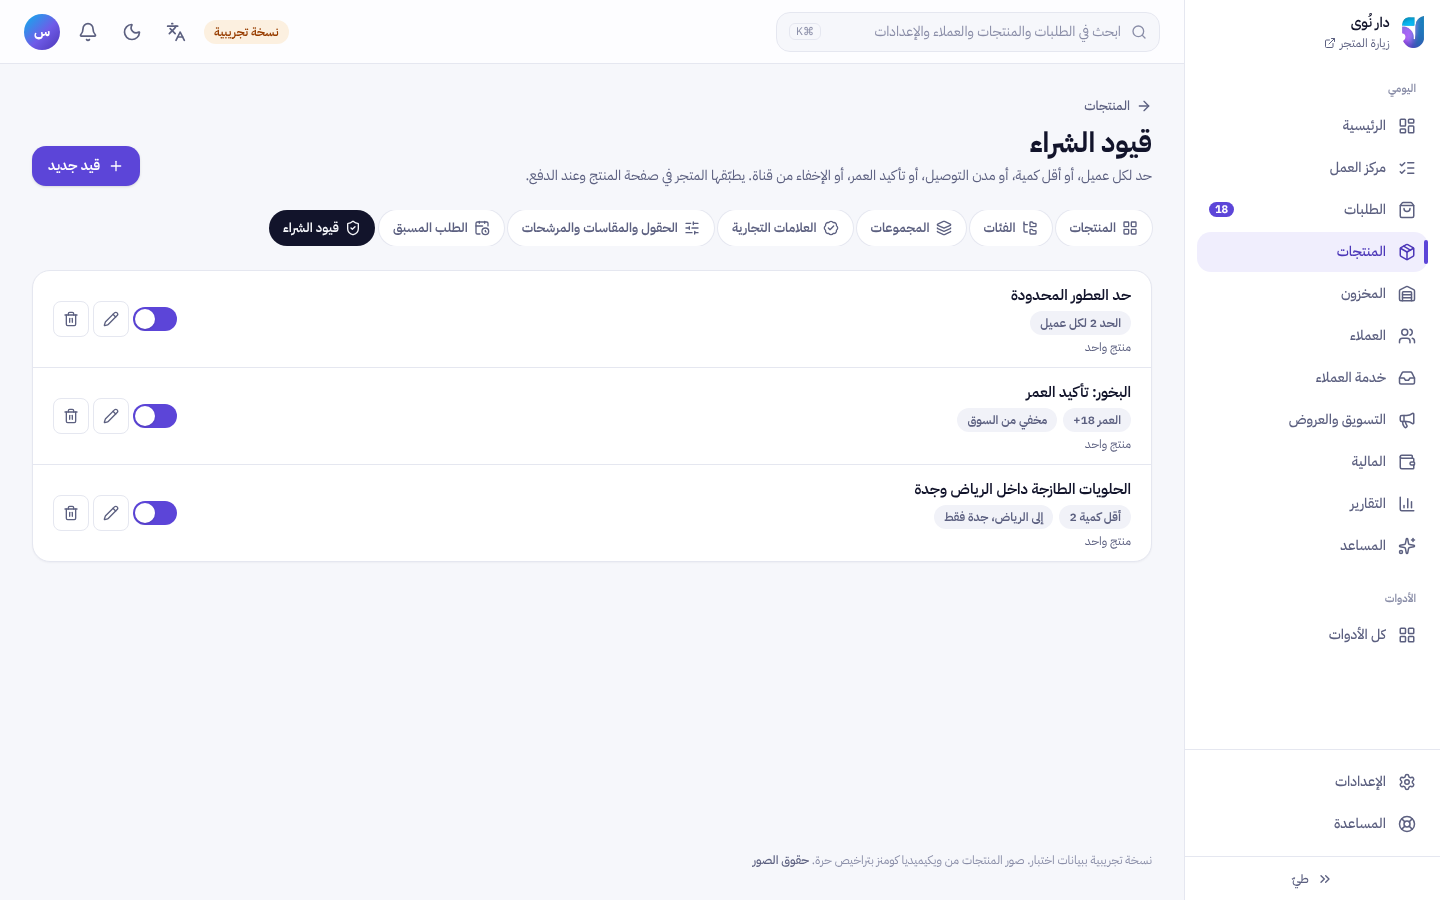 دار نُوى
زيارة المتجر
ابحث في الطلبات والمنتجات والعملاء والإعدادات
⌘K
نسخة تجريبية
س
اليومي
الرئيسية
مركز العمل
الطلبات
18
المنتجات
المخزون
العملاء
خدمة العملاء
التسويق والعروض
المالية
التقارير
المساعد
الأدوات
كل الأدوات
الإعدادات
المساعدة
طيّ
المنتجات
قيود الشراء
حد لكل عميل، أو أقل كمية، أو مدن التوصيل، أو تأكيد العمر، أو الإخفاء من قناة. يطبّقها المتجر في صفحة المنتج وعند الدفع.
قيد جديد
المنتجات
الفئات
المجموعات
العلامات التجارية
الحقول والمقاسات والمرشحات
الطلب المسبق
قيود الشراء
حد العطور المحدودة
الحد 2 لكل عميل
منتج واحد
البخور: تأكيد العمر
العمر 18+
مخفي من السوق
منتج واحد
الحلويات الطازجة داخل الرياض وجدة
أقل كمية 2
إلى الرياض، جدة فقط
منتج واحد
نسخة تجريبية ببيانات اختبار. صور المنتجات من ويكيميديا كومنز بتراخيص حرة. حقوق الصور